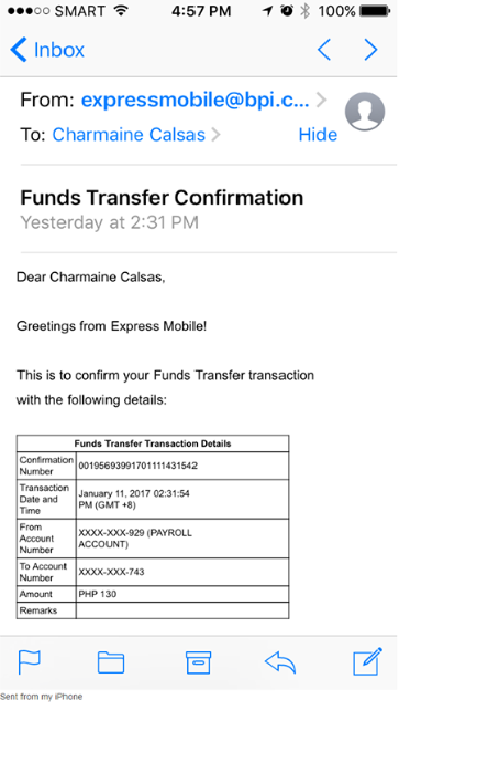 SMART 4:57 PM 100%
Inbox
From: expressmobile@bpi.c...
To: Charmaine Calsas Hide
Funds Transfer Confirmation
Yesterday at 2:31 PM
Dear Charmaine Calsas,
Greetings from Express Mobile!
This is to confirm your Funds Transfer transaction
with the following details:
Funds Transfer Transaction Details
Confirmation
Number
00195693991701111431542
Transaction
Date and
Time
January 11, 2017 02:31:54
PM (GMT +8)
From
Account
Number
XXXX-XXX-929 (PAYROLL
ACCOUNT)
To Account
Number
XXXX-XXX-743
Amount PHP 130
Remarks
Sent from my iPhone